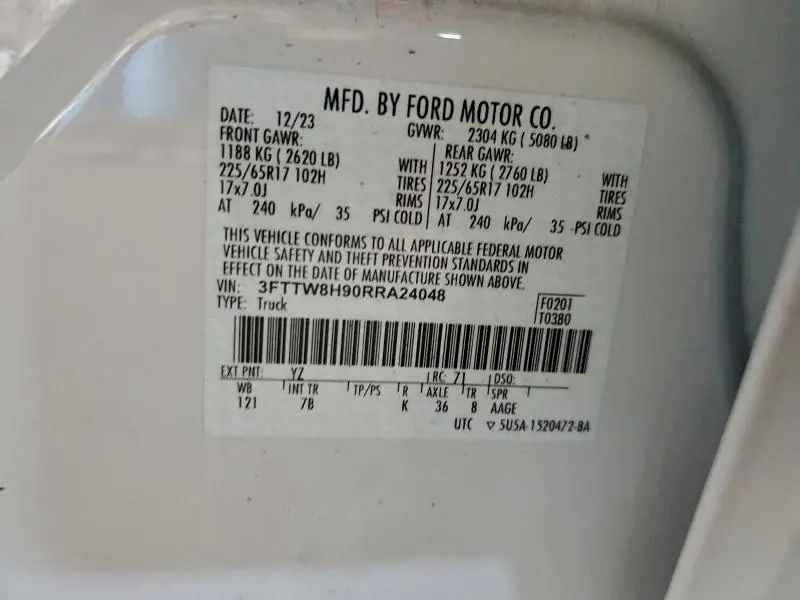 MFD. BY FORD MOTOR CO.
DATE: 12/23 GVWR: 2304 KG ( 5080 LB)
FRONT GAWR: REAR GAWR:
1188 KG ( 2620 LB) WITH 1252 KG ( 2760 LB) WITH
225/65R17 102H TIRES 225/65R17 102H TIRES
17x7.0J RIMS 17x7.0J RIMS
AT 240 kPa/ 35 PSI COLD AT 240 kPa/ 35 PSI COLD
THIS VEHICLE CONFORMS TO ALL APPLICABLE FEDERAL MOTOR
VEHICLE SAFETY AND THEFT PREVENTION STANDARDS IN
EFFECT ON THE DATE OF MANUFACTURE SHOWN ABOVE.
VIN: 3FTTW8H90RRA24048 F0201
TYPE: Truck T0380
EXT PNT: YZ RC: 71 DSO:
WB INT TR TP/PS R AXLE TR SPR
121 7B K 36 8 AAGE
UTC ▽ 5U5A-1520472-BA